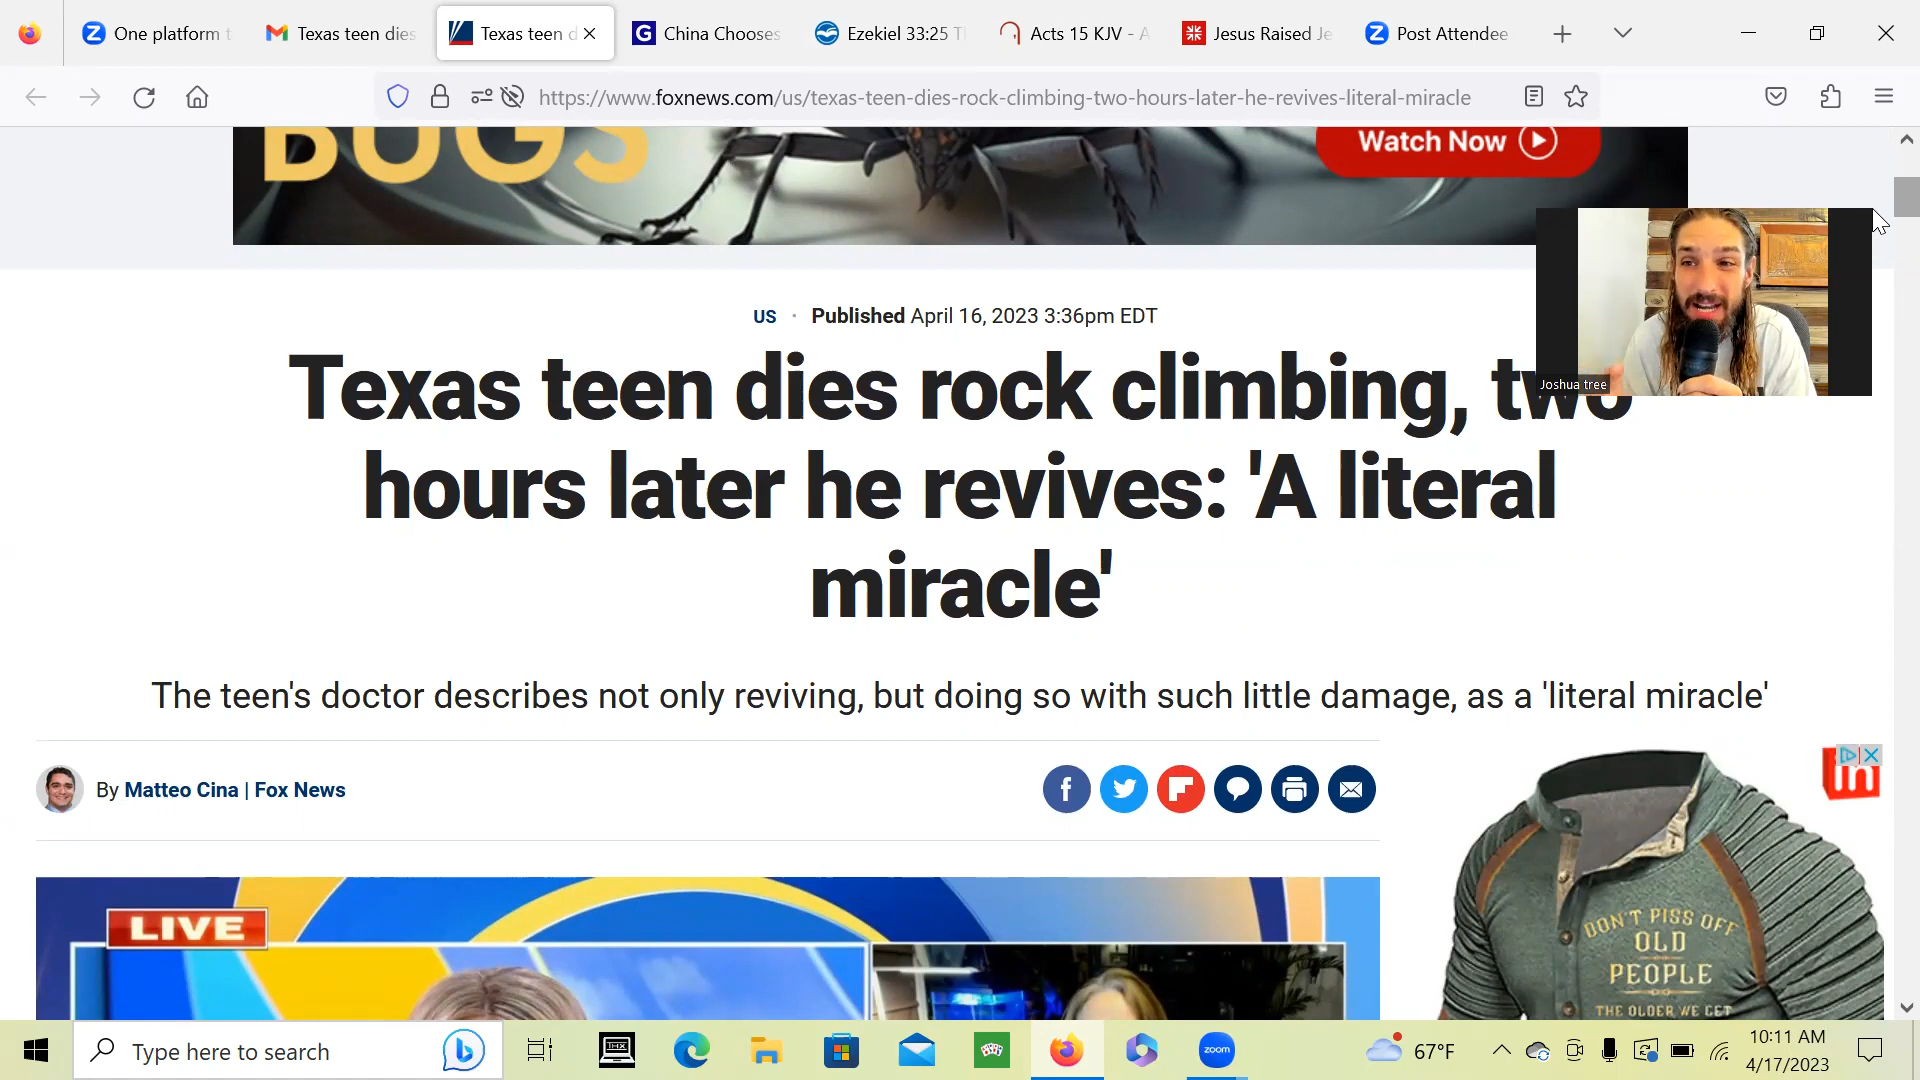 One platform t
Texas teen dies
Texas teen d
China Chooses
Ezekiel 33:25 T
Acts 15 KJV - A
Jesus Raised Je
Post Attendee
https://www.foxnews.com/us/texas-teen-dies-rock-climbing-two-hours-later-he-revives-literal-miracle
BUGS
Watch Now
US · Published April 16, 2023 3:36pm EDT
Texas teen dies rock climbing, two
hours later he revives: 'A literal
miracle'
Joshua tree
The teen's doctor describes not only reviving, but doing so with such little damage, as a 'literal miracle'
By Matteo Cina | Fox News
LIVE
DON'T PISS OFF
OLD
PEOPLE
THE OLDER WE GET
Type here to search
THX
zoom
67°F
10:11 AM
4/17/2023